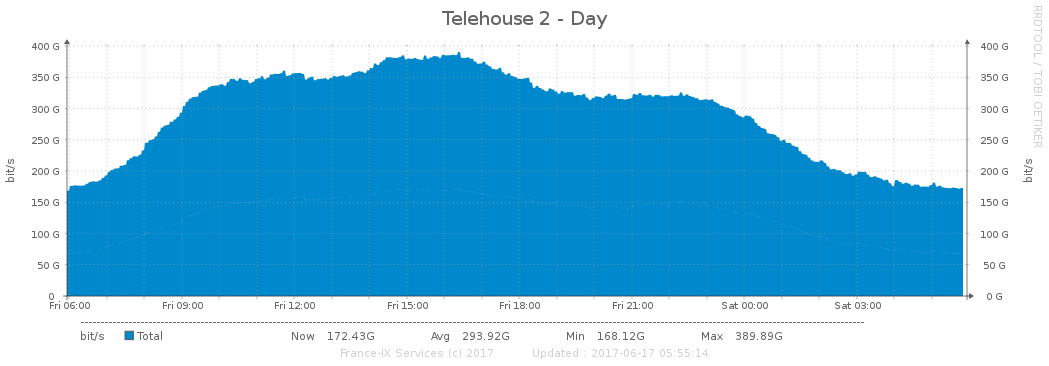 Telehouse 2 - Day
RRDTOOL / TOBI OETIKER
bit/s
bit/s
400 G 400 G
350 G 350 G
300 G 300 G
250 G 250 G
200 G 200 G
150 G 150 G
100 G 100 G
50 G 50 G
0 0 G
Fri 06:00 Fri 09:00 Fri 12:00 Fri 15:00 Fri 18:00 Fri 21:00 Sat 00:00 Sat 03:00
bit/s Total Now 172.43G Avg 293.92G Min 168.12G Max 389.89G
France-IX Services (c) 2017 Updated : 2017-06-17 05:55:14